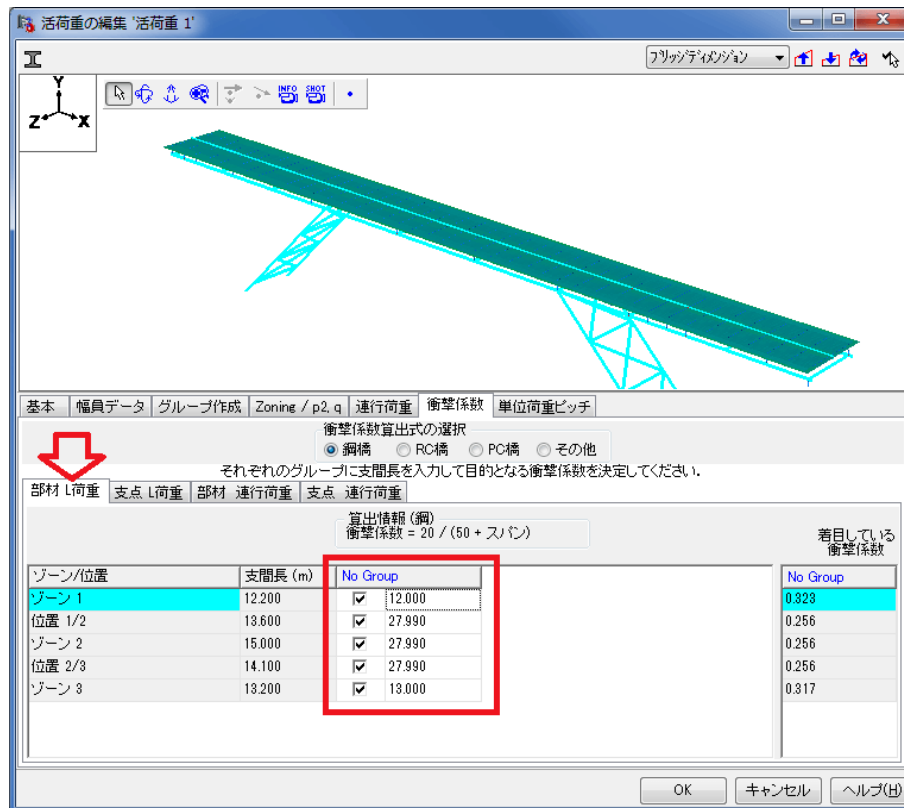 活荷重の編集 '活荷重 1'
ブリッジディメンション
Y
Z X
INFO SHOT
基本 幅員データ グループ作成 Zoning / p2, q 連行荷重 衝撃係数 単位荷重ピッチ
衝撃係数算出式の選択
鋼橋 RC橋 PC橋 その他
それぞれのグループに支間長を入力して目的となる衝撃係数を決定してください.
部材 L荷重 支点 L荷重 部材 連行荷重 支点 連行荷重
算出情報 (鋼)
衝撃係数 = 20 / (50 + スパン)
着目している
衝撃係数
ゾーン/位置 支間長 (m) No Group No Group
ゾーン 1 12.200 12.000 0.323
位置 1/2 13.600 27.990 0.256
ゾーン 2 15.000 27.990 0.256
位置 2/3 14.100 27.990 0.256
ゾーン 3 13.200 13.000 0.317
OK キャンセル ヘルプ(H)